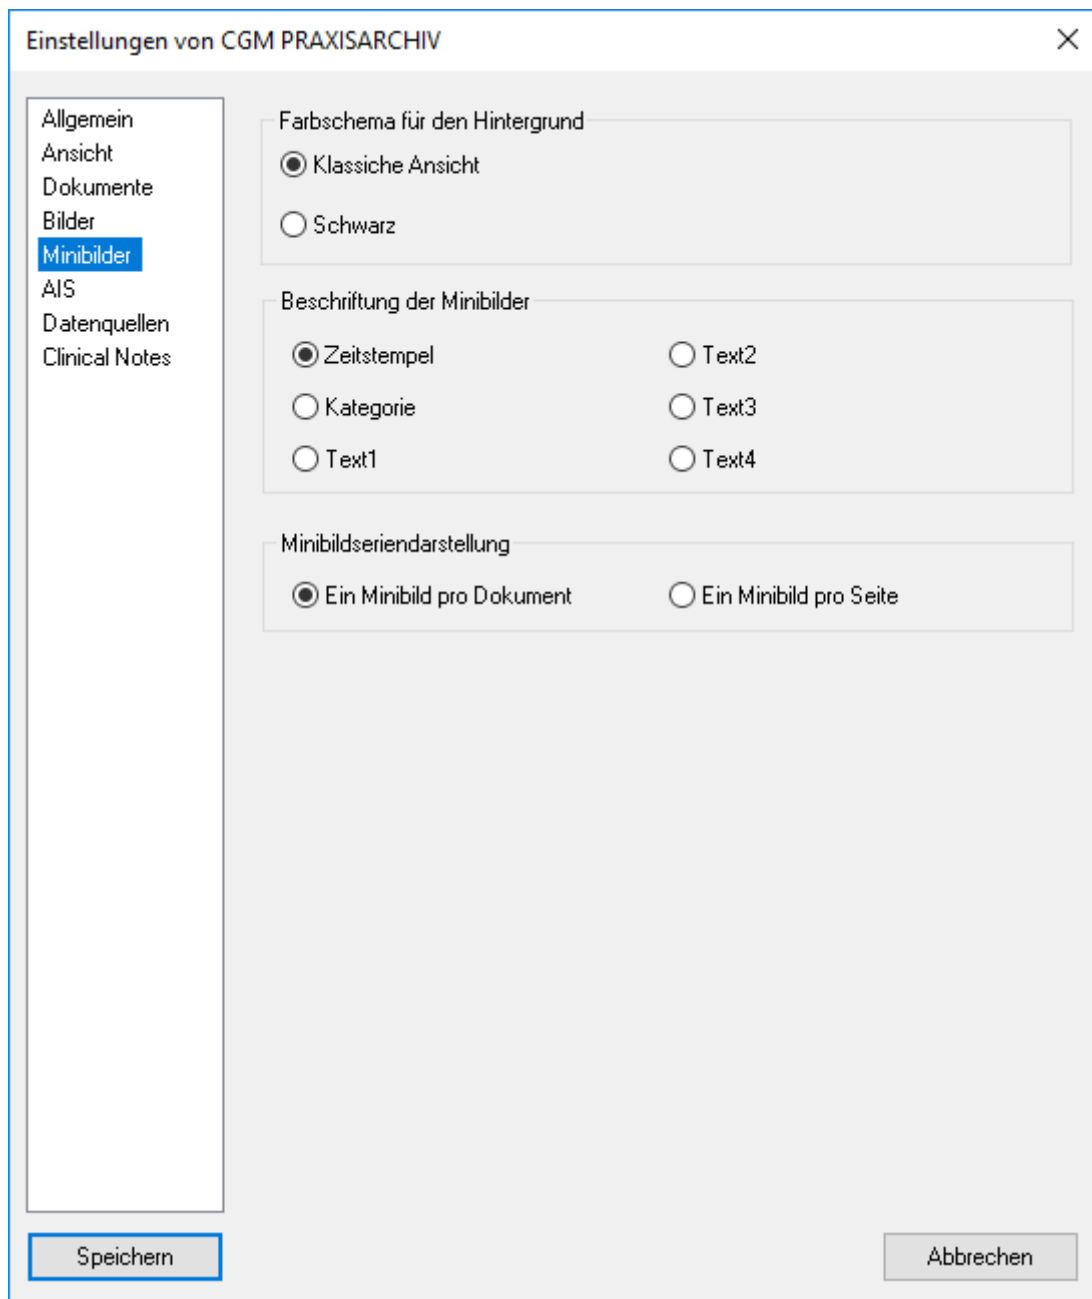 Einstellungen von CGM PRAXISARCHIV
Allgemein
Ansicht
Dokumente
Bilder
Minibilder
AIS
Datenquellen
Clinical Notes
Farbschema für den Hintergrund
Klassiche Ansicht
Schwarz
Beschriftung der Minibilder
Zeitstempel
Text2
Kategorie
Text3
Text1
Text4
Minibildseriendarstellung
Ein Minibild pro Dokument
Ein Minibild pro Seite
Speichern
Abbrechen